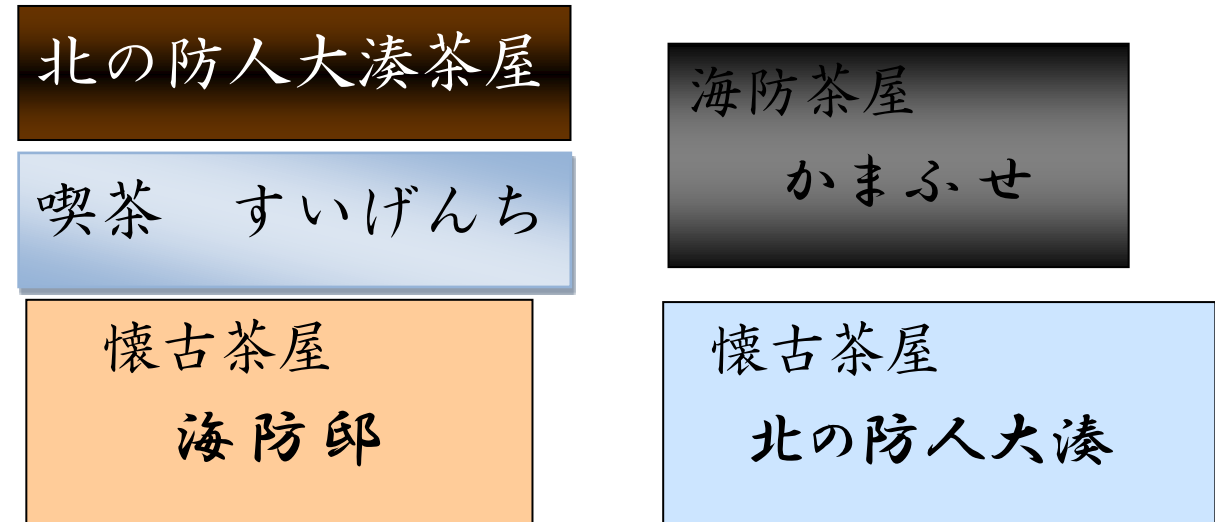 北の防人大湊茶屋
喫茶　すいげんち
懐古茶屋
海防邸
海防茶屋
かまふせ
懐古茶屋
北の防人大湊